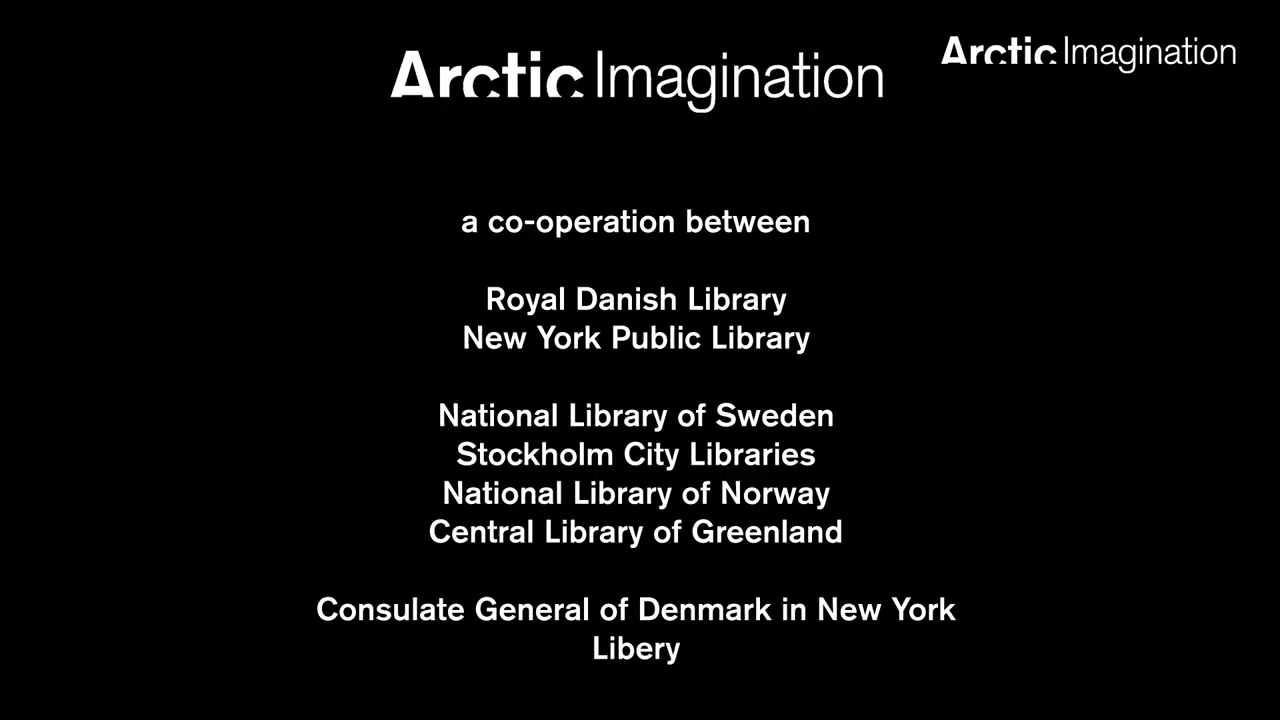 Arctic Imagination
Arctic Imagination
a co-operation between
Royal Danish Library
New York Public Library
National Library of Sweden
Stockholm City Libraries
National Library of Norway
Central Library of Greenland
Consulate General of Denmark in New York
Libery